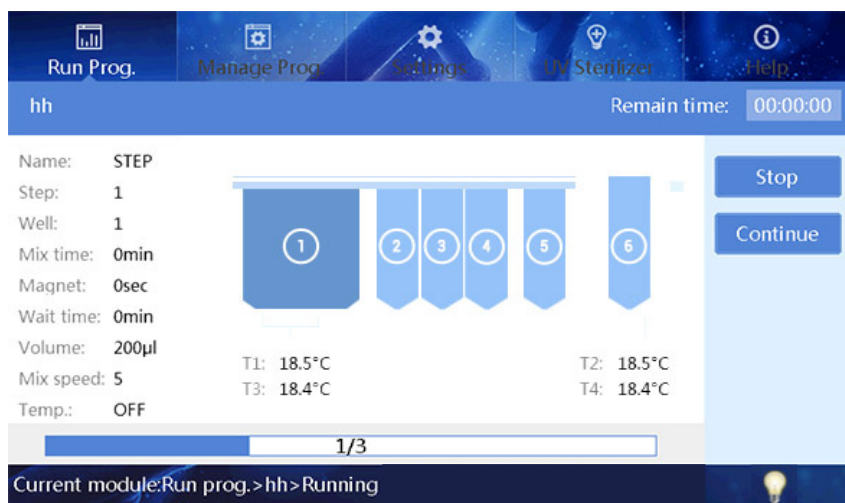 Run Prog.
Manage Prog.
Settings
UV Sterilizer
Help
hh
Remain time: 00:00:00
Name: STEP
Step: 1
Well: 1
Mix time: 0min
Magnet: 0sec
Wait time: 0min
Volume: 200μl
Mix speed: 5
Temp.: OFF
1
2
3
4
5
6
T1: 18.5°C
T3: 18.4°C
T2: 18.5°C
T4: 18.4°C
Stop
Continue
1/3
Current module:Run prog.>hh>Running